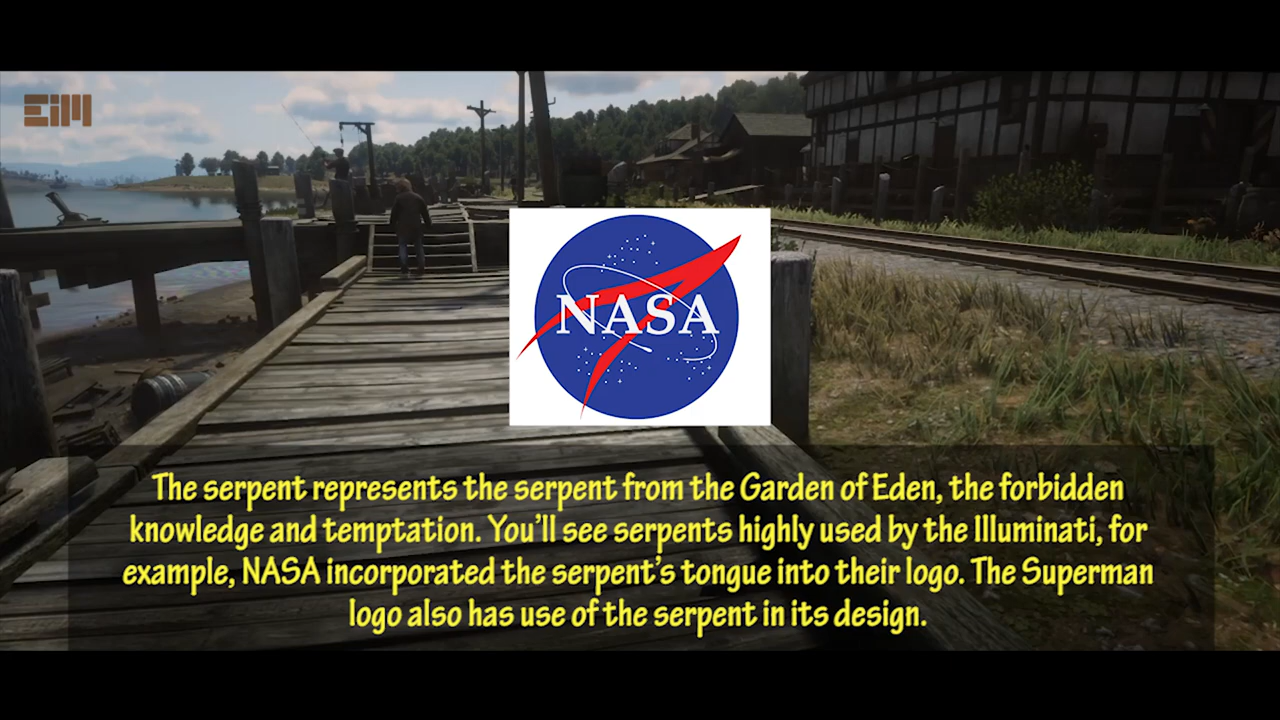 EiM
NASA
The serpent represents the serpent from the Garden of Eden, the forbidden
knowledge and temptation. You'll see serpents highly used by the Illuminati, for
example, NASA incorporated the serpent's tongue into their logo. The Superman
logo also has use of the serpent in its design.